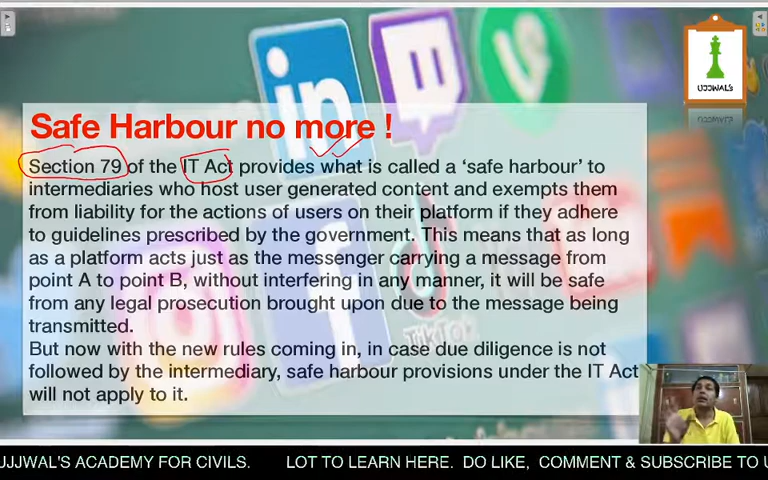 UJJWAL'S
Safe Harbour no more !
Section 79 of the IT Act provides what is called a ‘safe harbour’ to
intermediaries who host user generated content and exempts them
from liability for the actions of users on their platform if they adhere
to guidelines prescribed by the government. This means that as long
as a platform acts just as the messenger carrying a message from
point A to point B, without interfering in any manner, it will be safe
from any legal prosecution brought upon due to the message being
transmitted.
But now with the new rules coming in, in case due diligence is not
followed by the intermediary, safe harbour provisions under the IT Act
will not apply to it.
JJJWAL'S ACADEMY FOR CIVILS. LOT TO LEARN HERE. DO LIKE, COMMENT & SUBSCRIBE TO U